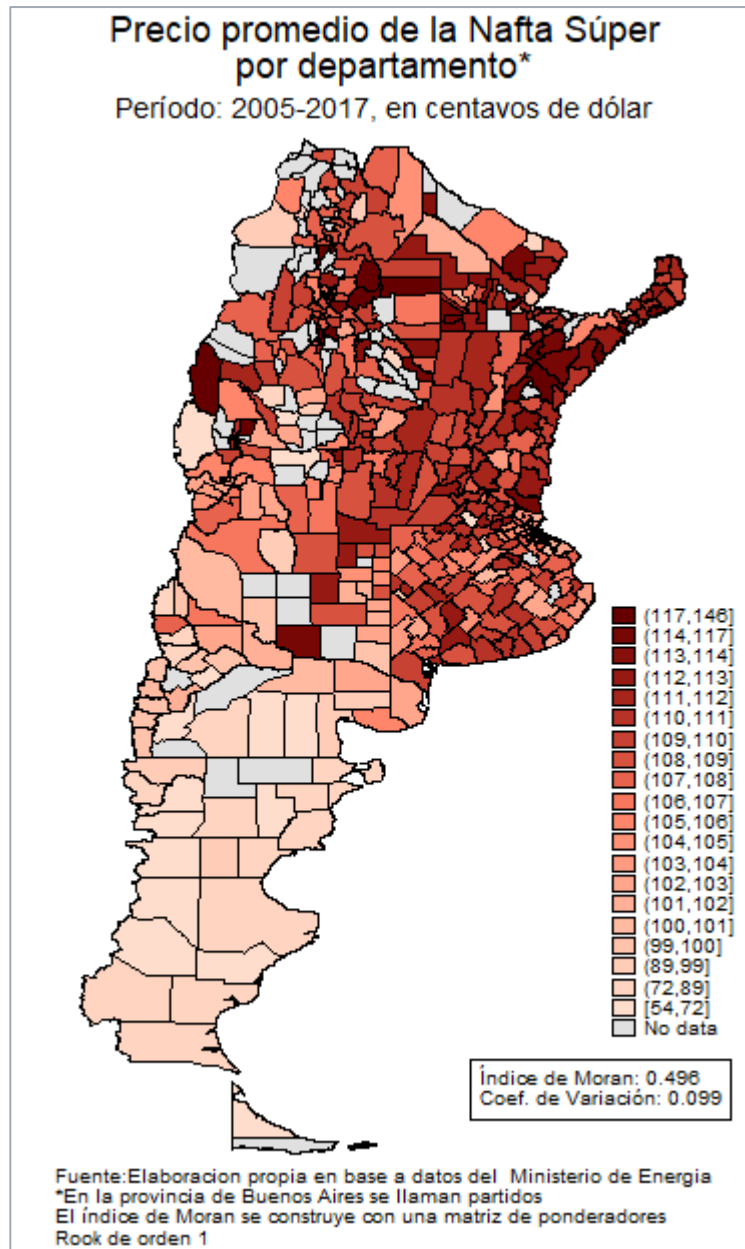 Precio promedio de la Nafta Súper
por departamento*
Período: 2005-2017, en centavos de dólar
(117,146]
(114,117]
(113,114]
(112,113]
(111,112]
(110,111]
(109,110]
(108,109]
(107,108]
(106,107]
(105,106]
(104,105]
(103,104]
(102,103]
(101,102]
(100,101]
(99,100]
(89,99]
(72,89]
[54,72]
No data
Índice de Moran: 0.496
Coef. de Variación: 0.099
Fuente:Elaboracion propia en base a datos del Ministerio de Energia
*En la provincia de Buenos Aires se llaman partidos
El índice de Moran se construye con una matriz de ponderadores
Rook de orden 1